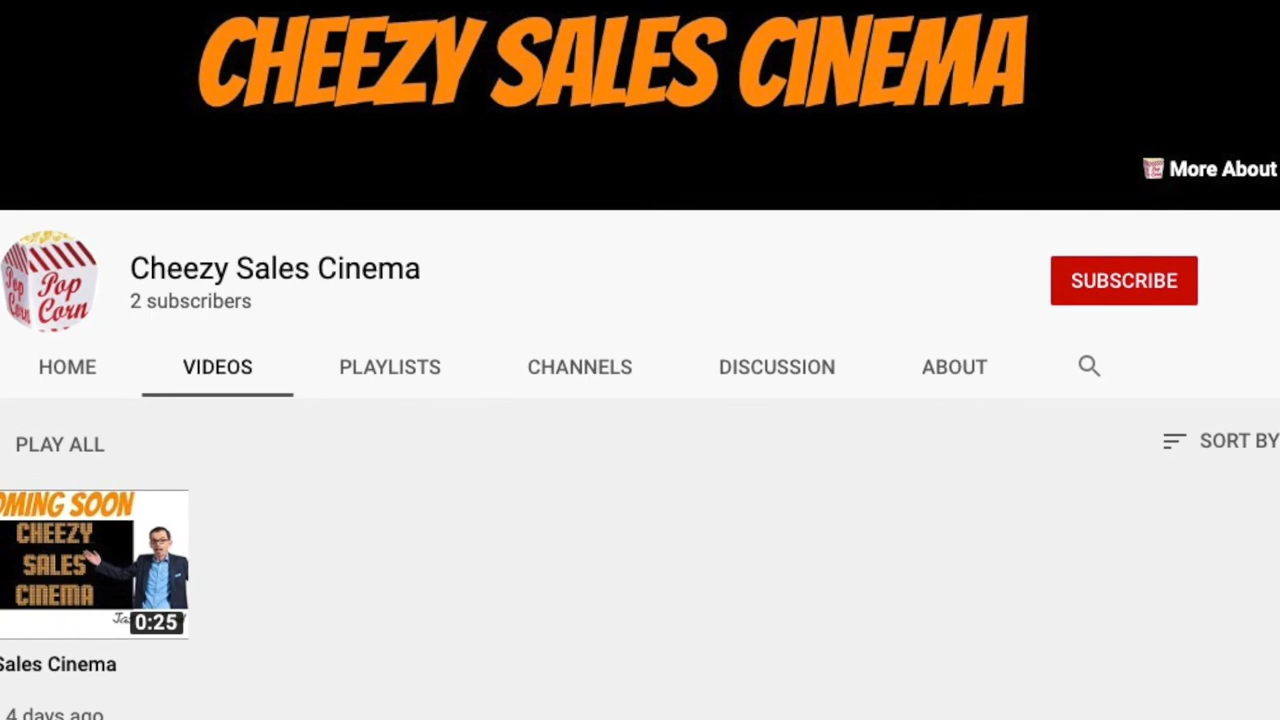 CHEEZY SALES CINEMA
More About
Pop
Corn
Cheezy Sales Cinema
2 subscribers
SUBSCRIBE
HOME VIDEOS PLAYLISTS CHANNELS DISCUSSION ABOUT
PLAY ALL
SORT BY
OMING SOON
CHEEZY
SALES
CINEMA
0:25
Sales Cinema
4 days ago